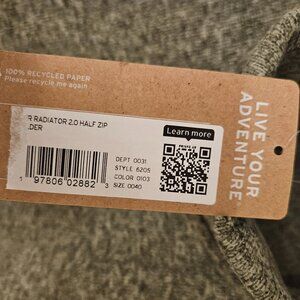 100% RECYCLED PAPER
Please recycle me again
R RADIATOR 2.0 HALF ZIP
DER
Learn more
DEPT 0031
STYLE 6205
COLOR 0103
SIZE 0040
1 97806 02882 3
LIVE YOUR
ADVENTURE